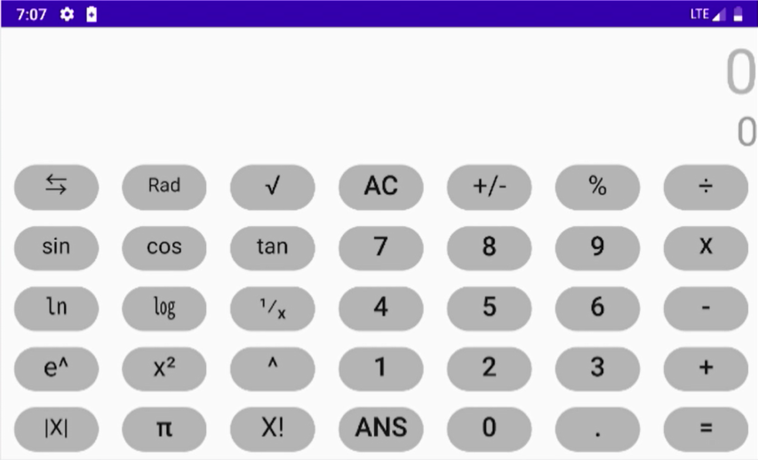 7:07 LTE
0
0
⇆ Rad √ AC +/- % ÷
sin cos tan 7 8 9 X
ln log ¹/x 4 5 6 -
e^ x² ^ 1 2 3 +
|X| π X! ANS 0 . =